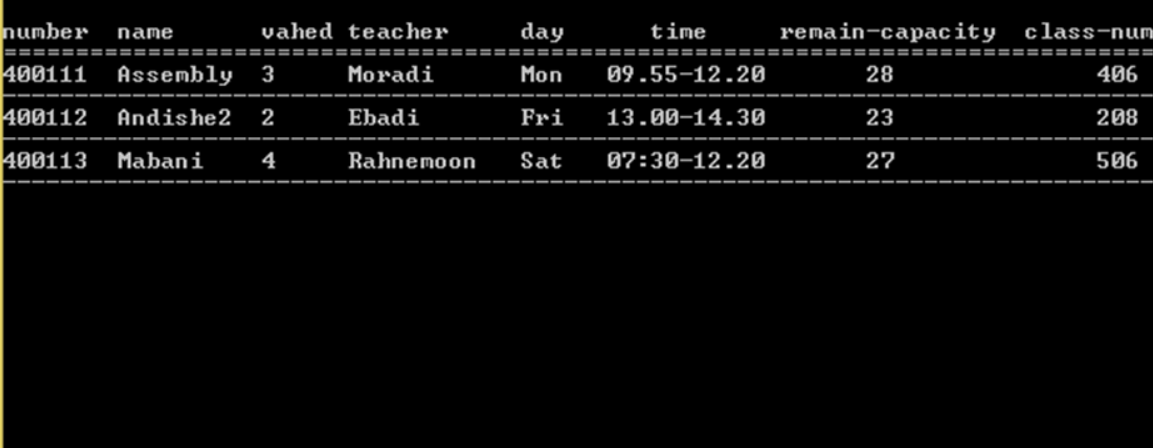 number name vahed teacher day time remain-capacity class-num
400111 Assembly 3 Moradi Mon 09.55-12.20 28 406
400112 Andishe2 2 Ebadi Fri 13.00-14.30 23 208
400113 Mabani 4 Rahnemoon Sat 07:30-12.20 27 506